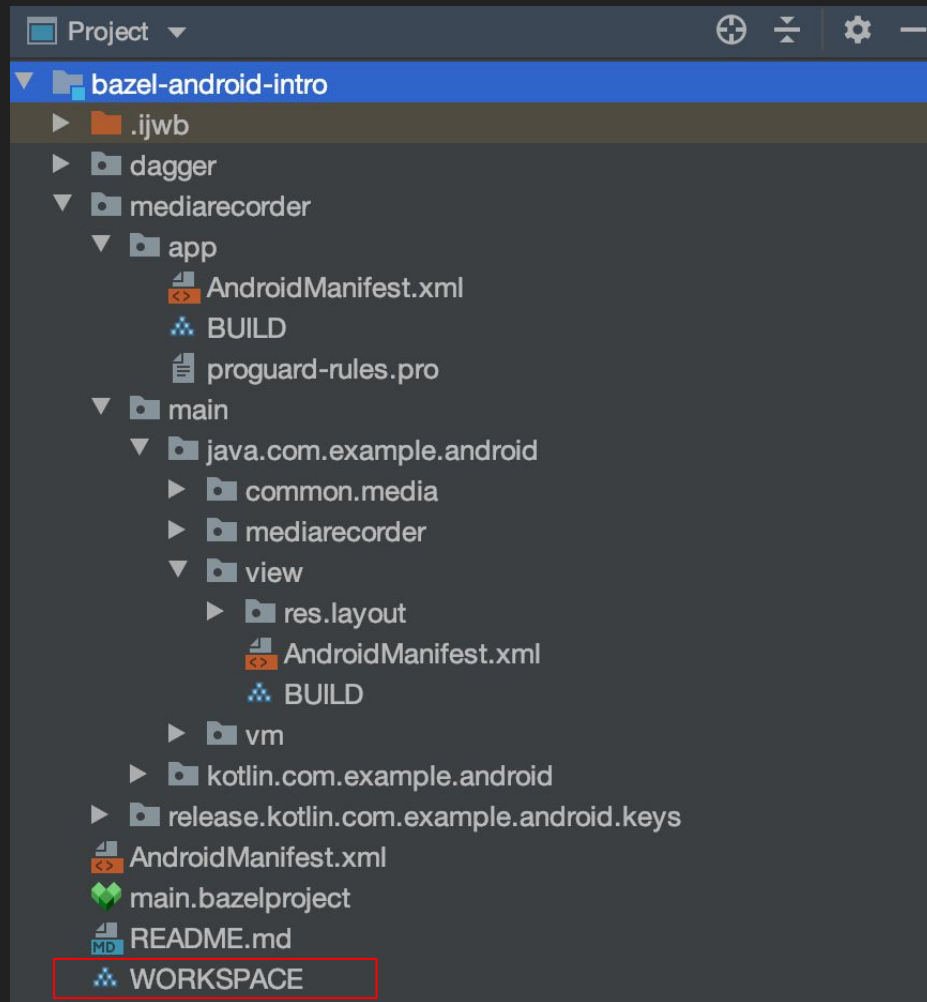 Project
bazel-android-intro
.ijwb
dagger
mediarecorder
app
AndroidManifest.xml
BUILD
proguard-rules.pro
main
java.com.example.android
common.media
mediarecorder
view
res.layout
AndroidManifest.xml
BUILD
vm
kotlin.com.example.android
release.kotlin.com.example.android.keys
AndroidManifest.xml
main.bazelproject
MD README.md
WORKSPACE